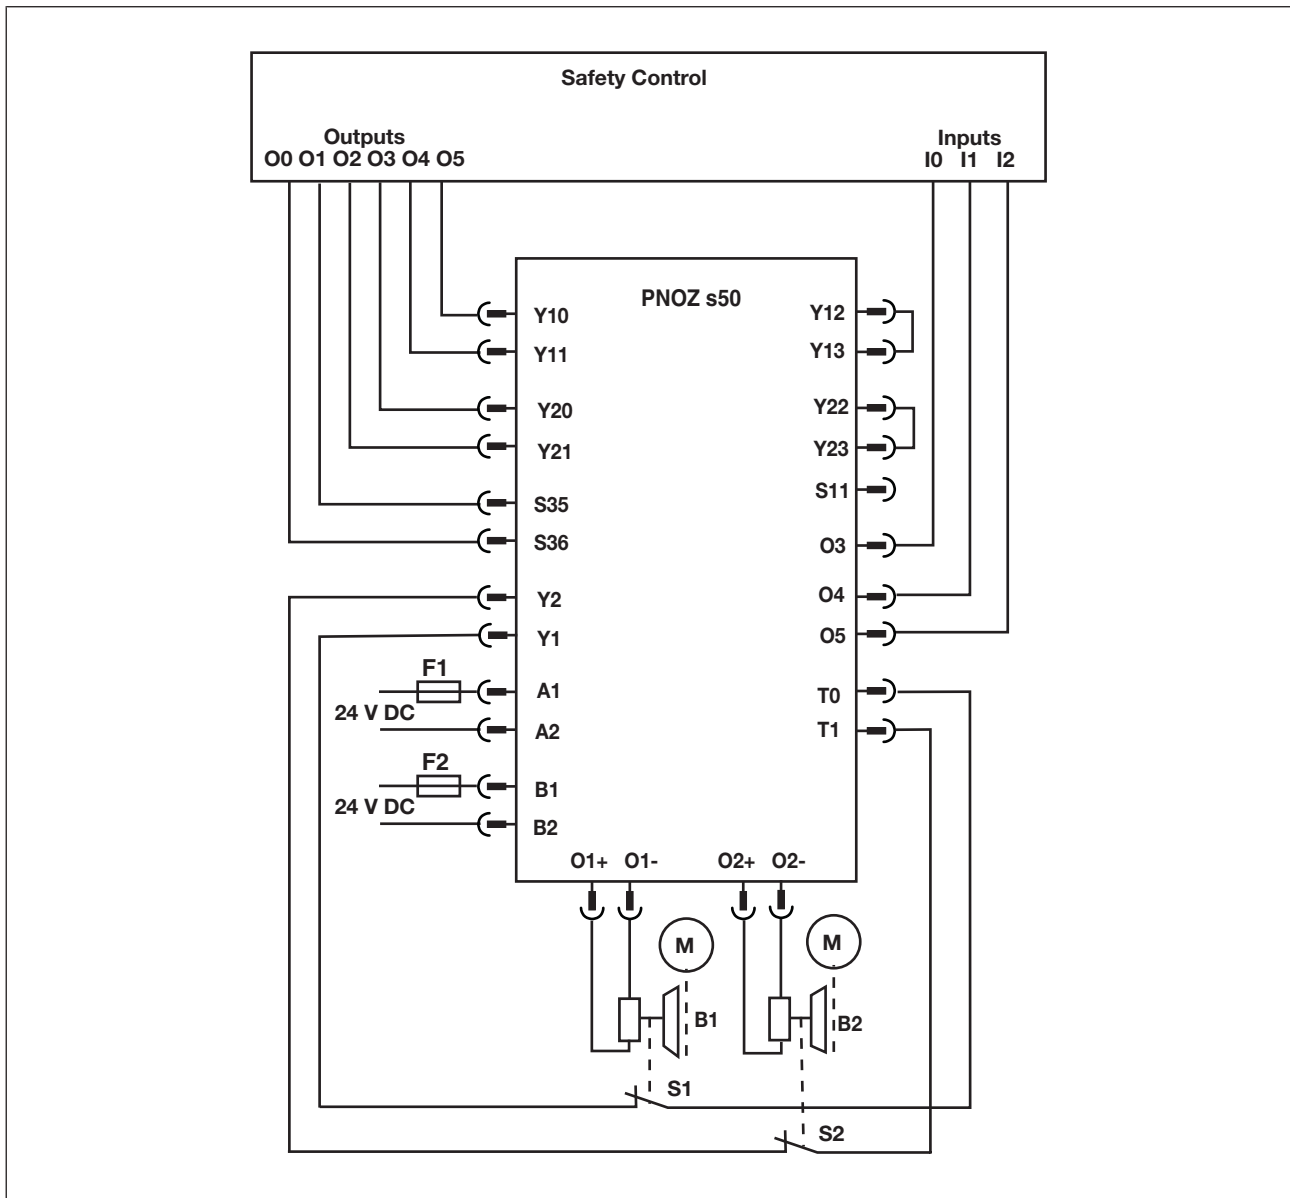 Safety Control
Outputs Inputs
O0 O1 O2 O3 O4 O5 I0 I1 I2
PNOZ s50
Y10 Y12
Y11 Y13
Y20 Y22
Y21 Y23
S11
S35
S36 O3
Y2 O4
Y1 O5
F1
A1 T0
24 V DC
A2 T1
F2
B1
24 V DC
B2
O1+ O1- O2+ O2-
M M
B1 B2
S1
S2